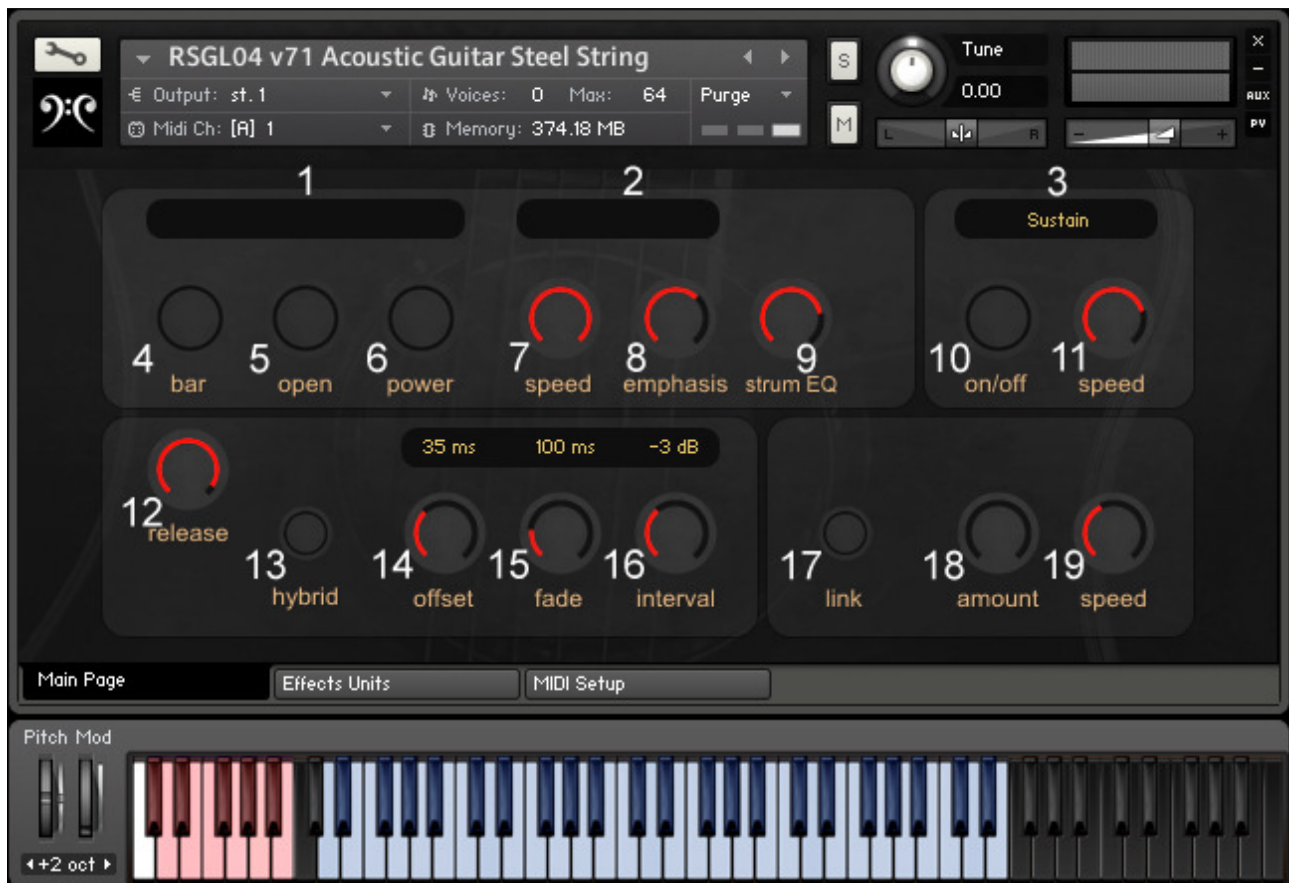 RSGL04 v71 Acoustic Guitar Steel String
S
Tune
X
Output: st.1
Voices: 0 Max: 64
Purge
0.00
AUX
Midi Ch: [A] 1
Memory: 374.18 MB
M
L
R
-
+
PV
1
2
3
Sustain
4
5
6
7
8
9
10
11
bar
open
power
speed
emphasis
strum EQ
on/off
speed
35 ms
100 ms
-3 dB
12
release
13
14
15
16
17
18
19
hybrid
offset
fade
interval
link
amount
speed
Main Page
Effects Units
MIDI Setup
Pitch Mod
+2 oct